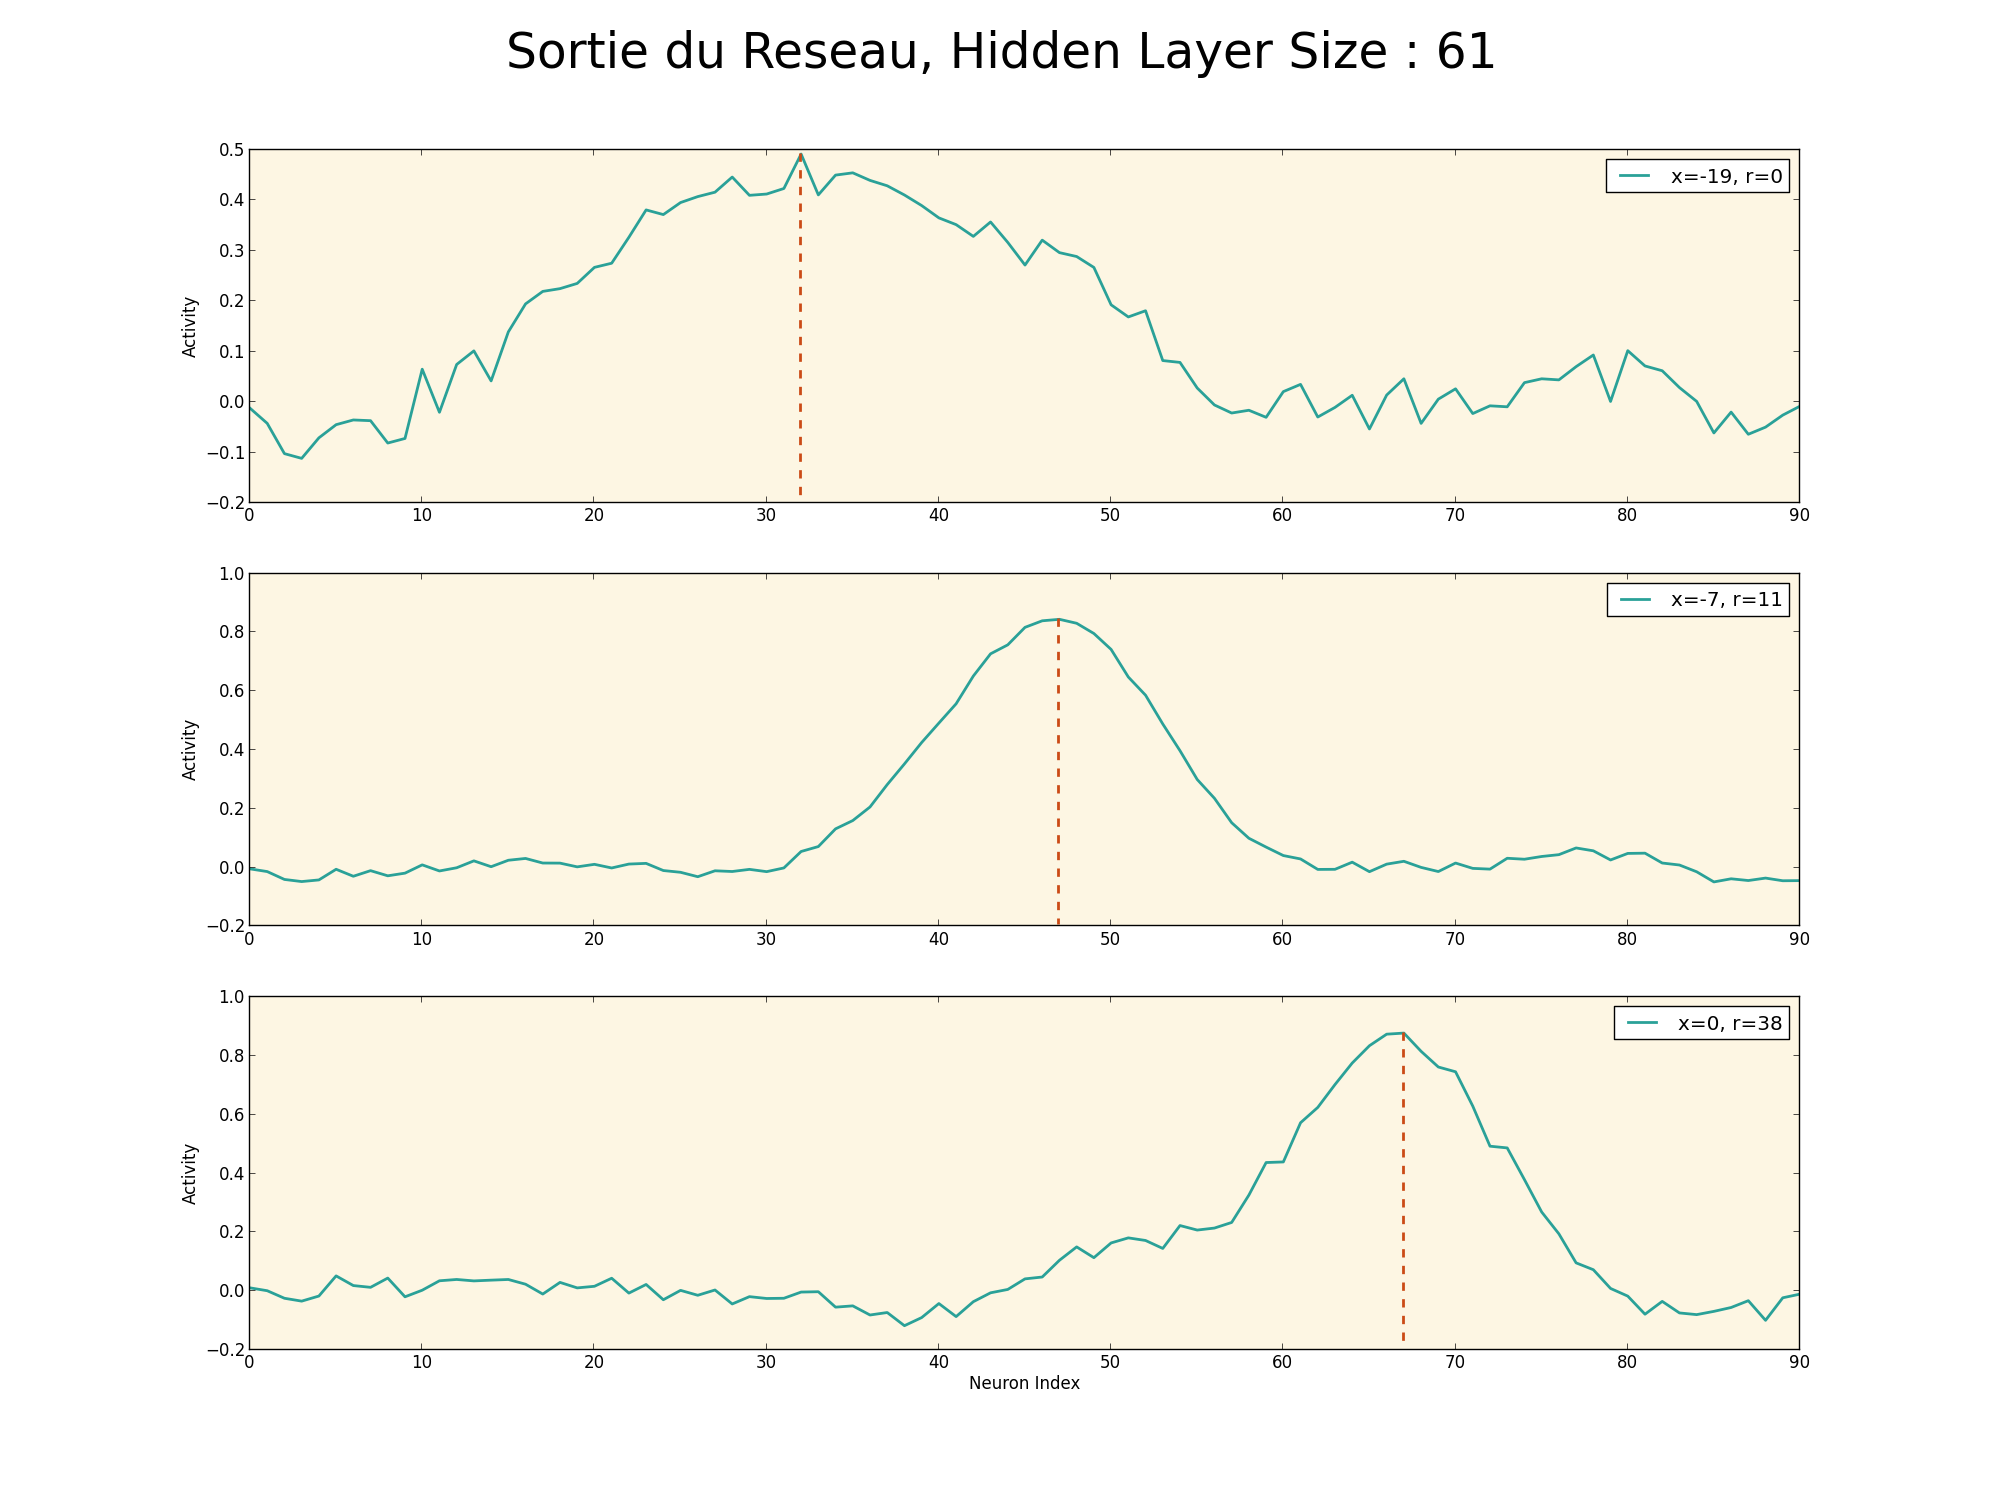 Sortie du Reseau, Hidden Layer Size : 61
0.5
0.4
0.3
0.2
0.1
0.0
−0.1
−0.2
Activity
x=-19, r=0
0 10 20 30 40 50 60 70 80 90
1.0
0.8
0.6
0.4
0.2
0.0
−0.2
Activity
x=-7, r=11
0 10 20 30 40 50 60 70 80 90
1.0
0.8
0.6
0.4
0.2
0.0
−0.2
Activity
x=0, r=38
0 10 20 30 40 50 60 70 80 90
Neuron Index